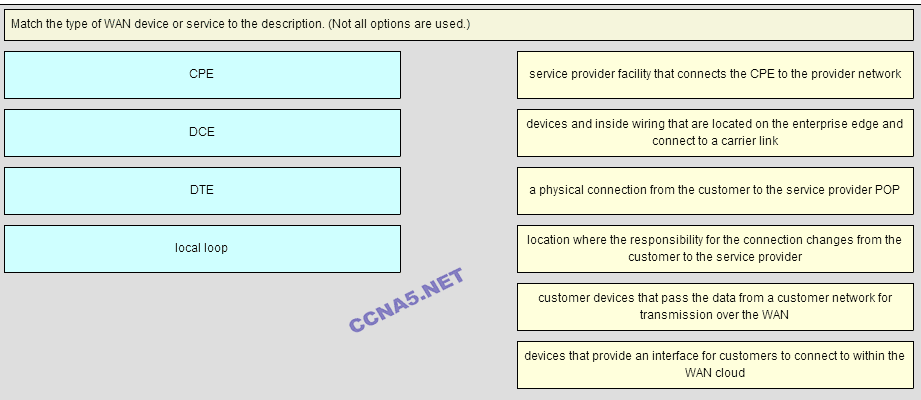 Match the type of WAN device or service to the description. (Not all options are used.)
CPE
DCE
DTE
local loop
service provider facility that connects the CPE to the provider network
devices and inside wiring that are located on the enterprise edge and
connect to a carrier link
a physical connection from the customer to the service provider POP
location where the responsibility for the connection changes from the
customer to the service provider
customer devices that pass the data from a customer network for
transmission over the WAN
devices that provide an interface for customers to connect to within the
WAN cloud
CCNA5.NET